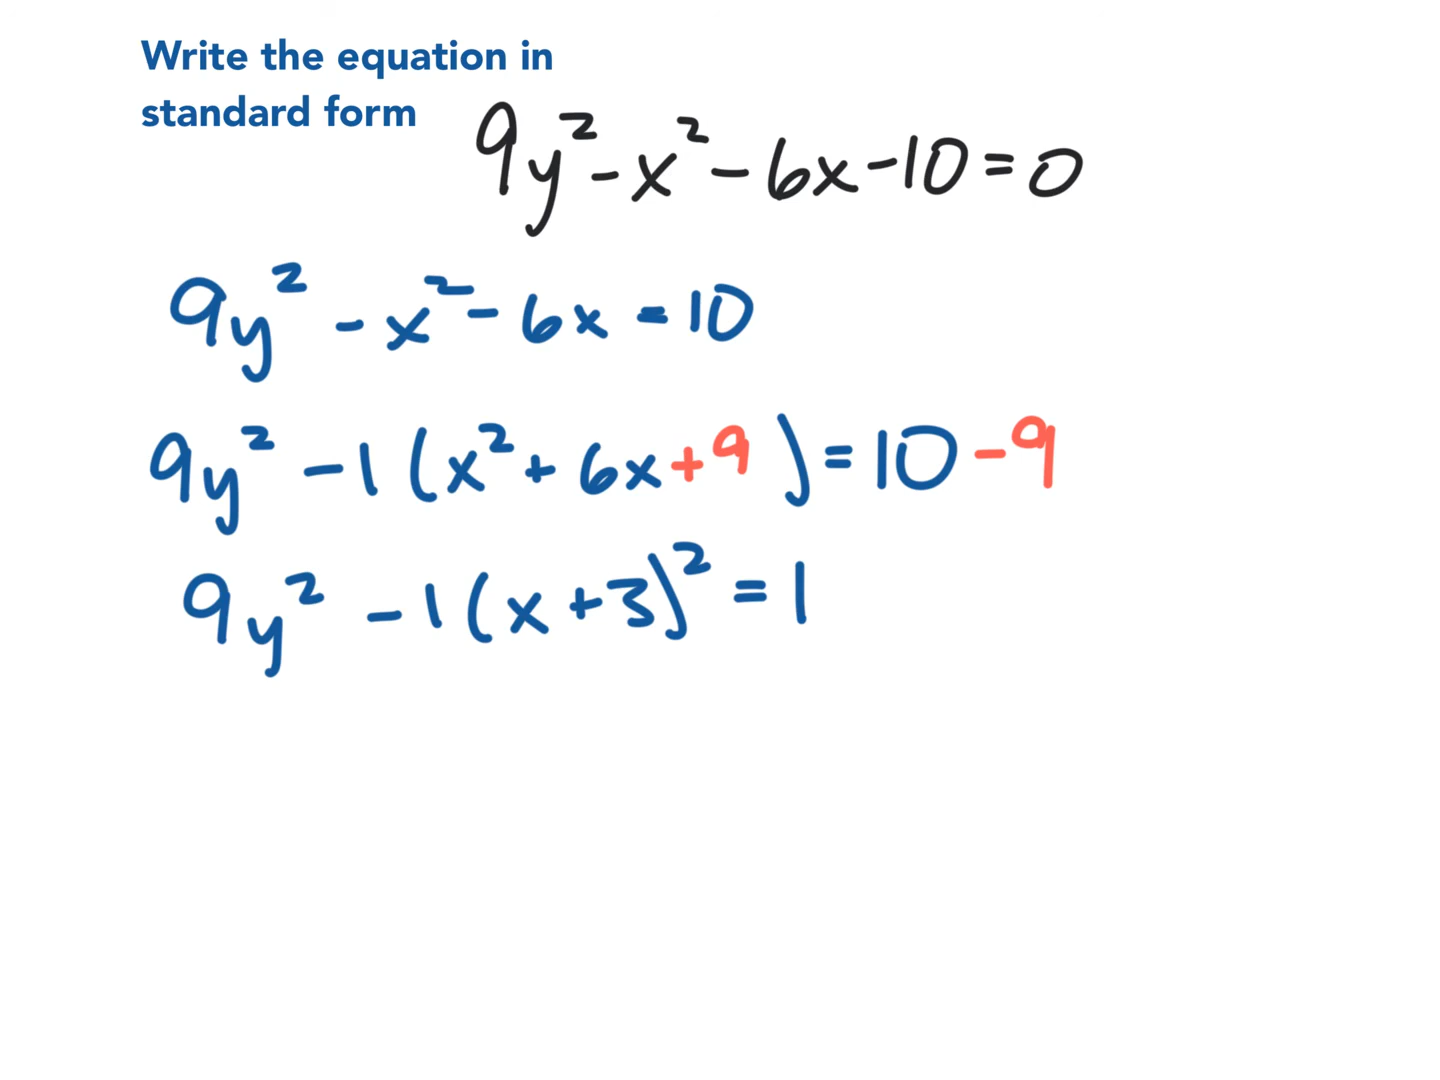 Write the equation in
standard form
9y² - x² - 6x - 10 = 0
9y² - x² - 6x = 10
9y² - 1(x² + 6x + 9) = 10 - 9
9y² - 1(x + 3)² = 1